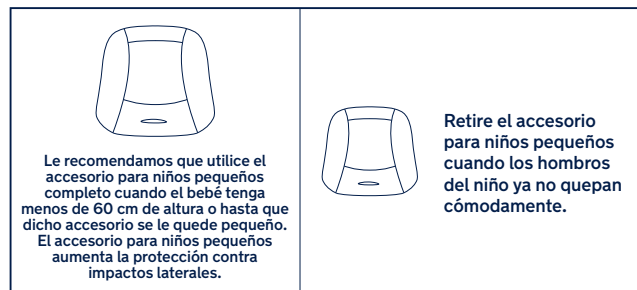 Le recomendamos que utilice el
accesorio para niños pequeños
completo cuando el bebé tenga
menos de 60 cm de altura o hasta que
dicho accesorio se le quede pequeño.
El accesorio para niños pequeños
aumenta la protección contra
impactos laterales.
Retire el accesorio
para niños pequeños
cuando los hombros
del niño ya no quepan
cómodamente.